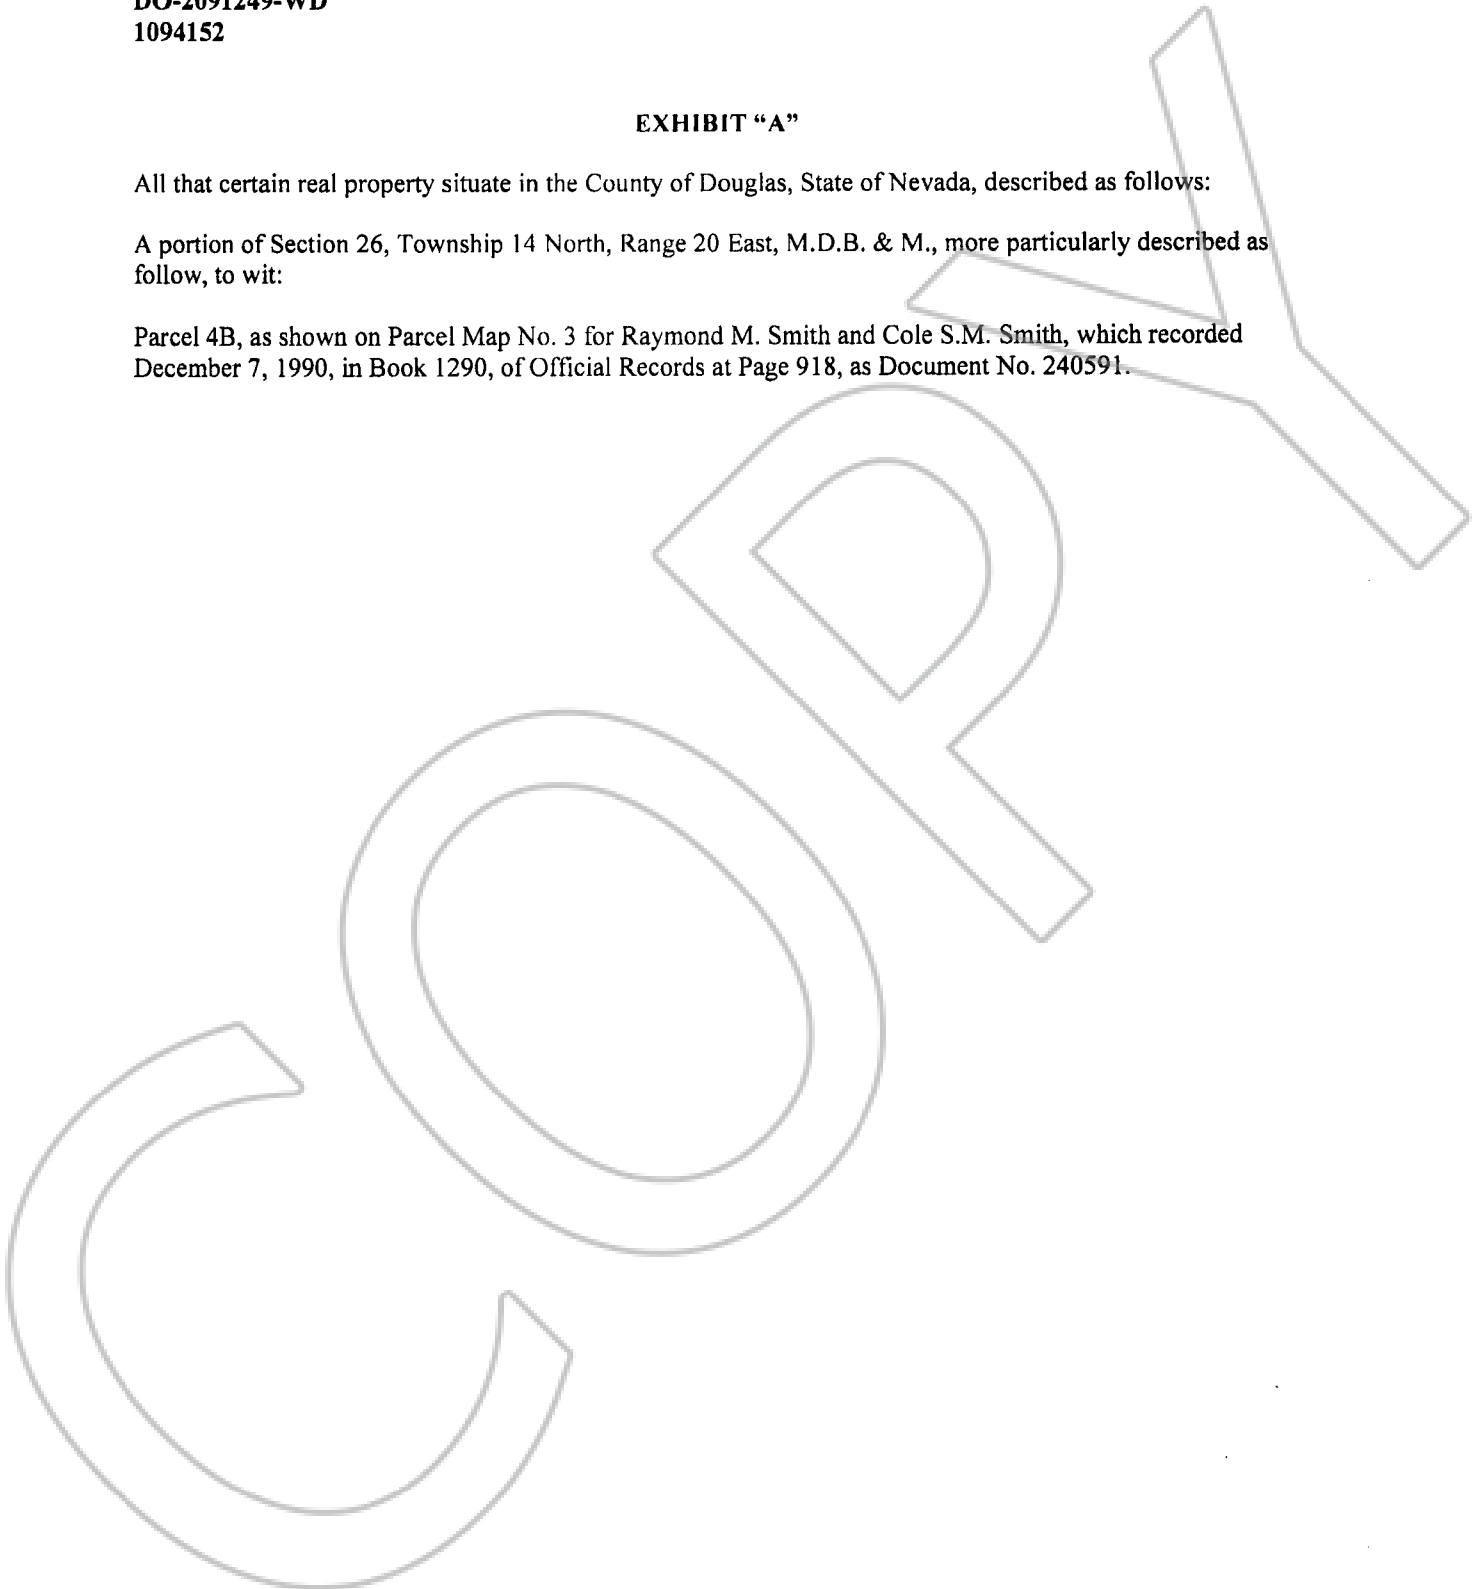 DO-2091249-WD
1094152
EXHIBIT “A”
All that certain real property situate in the County of Douglas, State of Nevada, described as follows:
A portion of Section 26, Township 14 North, Range 20 East, M.D.B. & M., more particularly described as
follow, to wit:
Parcel 4B, as shown on Parcel Map No. 3 for Raymond M. Smith and Cole S.M. Smith, which recorded
December 7, 1990, in Book 1290, of Official Records at Page 918, as Document No. 240591.
COPY